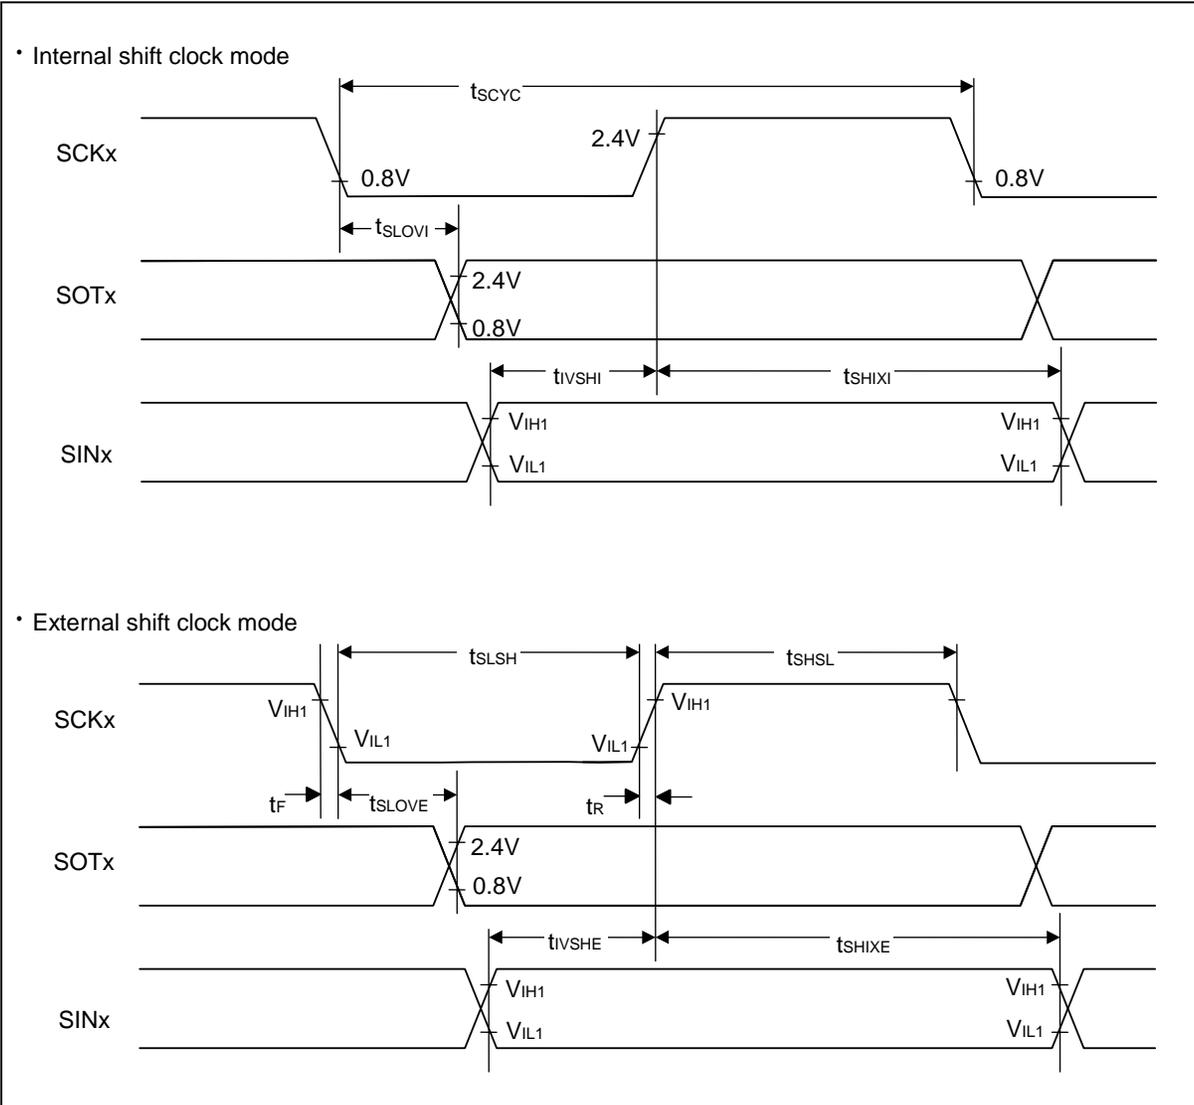 ・ Internal shift clock mode
tSCYC
SCKx
2.4V
0.8V
0.8V
tSLOVI
SOTx
2.4V
0.8V
tIVSHI
tSHIXI
SINx
VIH1
VIH1
VIL1
VIL1
・ External shift clock mode
tSLSH
tSHSL
SCKx
VIH1
VIH1
VIL1
VIL1
tF
tSLOVE
tR
SOTx
2.4V
0.8V
tIVSHE
tSHIXE
SINx
VIH1
VIH1
VIL1
VIL1